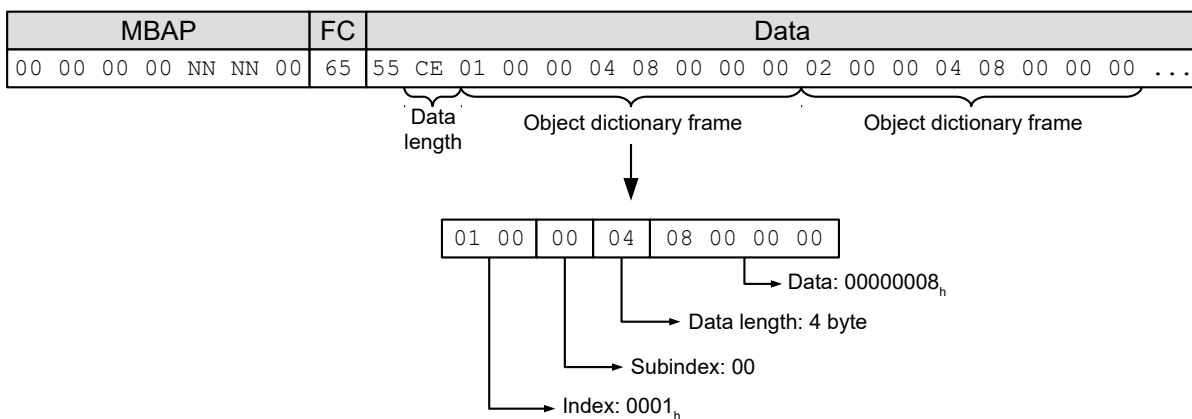 MBAP FC Data
00 00 00 00 NN NN 00 65 55 CE 01 00 00 04 08 00 00 00 02 00 00 04 08 00 00 00 ...
Data length
Object dictionary frame
Object dictionary frame
01 00 00 04 08 00 00 00
Data: 00000008h
Data length: 4 byte
Subindex: 00
Index: 0001h